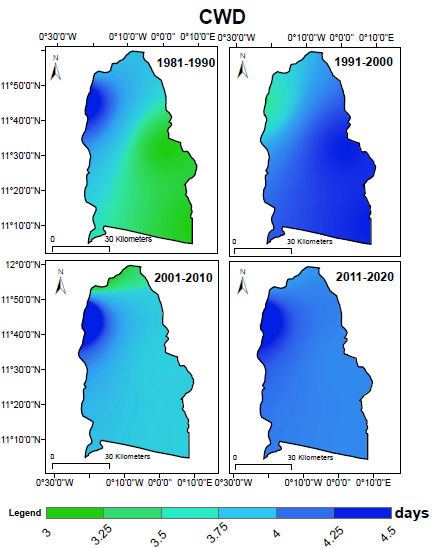 CWD
0°30'0"W 0°10'0"W 0°0'0" 0°10'0"E 0°30'0"W 0°10'0"W 0°0'0" 0°10'0"E
N 1981-1990 N 1991-2000
11°50'0"N
11°40'0"N
11°30'0"N
11°20'0"N
11°10'0"N
0 30 Kilometers 0 30 Kilometers
12°0'0"N
N 2001-2010 N 2011-2020
11°50'0"N
11°40'0"N
11°30'0"N
11°20'0"N
11°10'0"N
0 30 Kilometers 0 30 Kilometers
0°30'0"W 0°10'0"W 0°0'0" 0°10'0"E 0°30'0"W 0°10'0"W 0°0'0" 0°10'0"E
Legend days
3 3.25 3.5 3.75 4 4.25 4.5